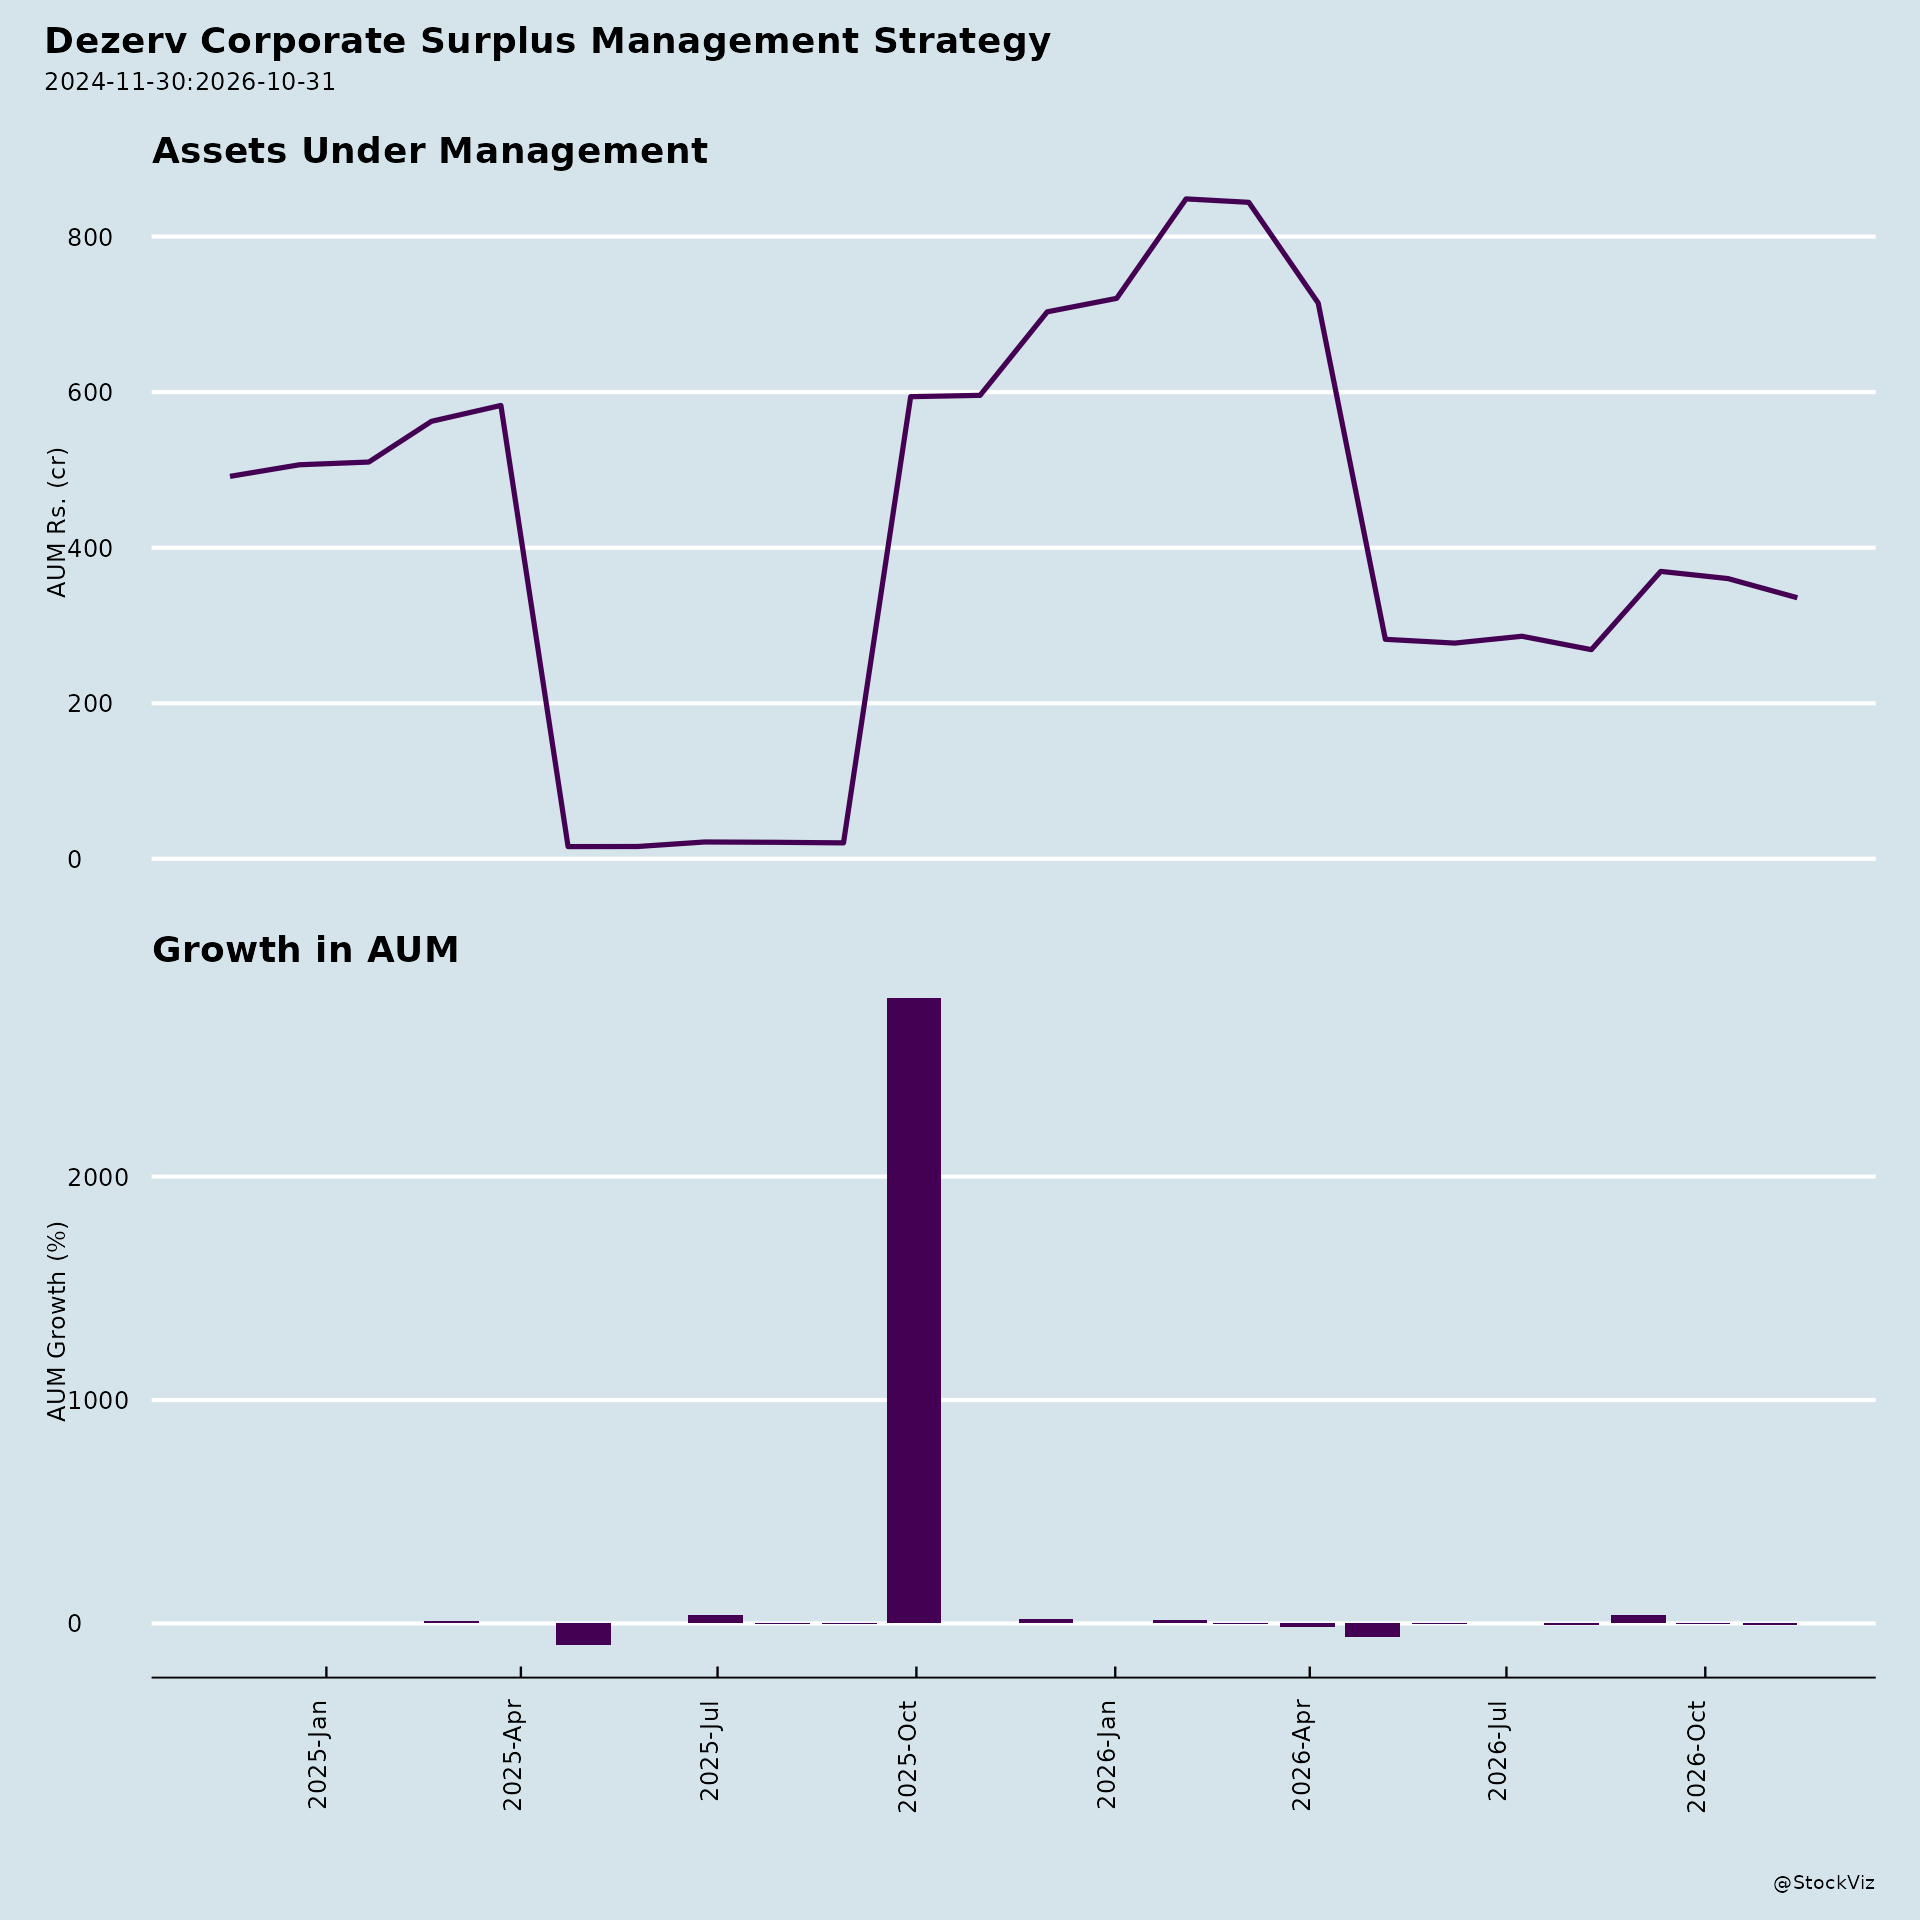 Dezerv Corporate Surplus Management Strategy
2024-11-30:2026-10-31
Assets Under Management
AUM Rs. (cr)
800
600
400
200
0
Growth in AUM
AUM Growth (%)
2000
1000
0
2025-Jan
2025-Apr
2025-Jul
2025-Oct
2026-Jan
2026-Apr
2026-Jul
2026-Oct
@StockViz